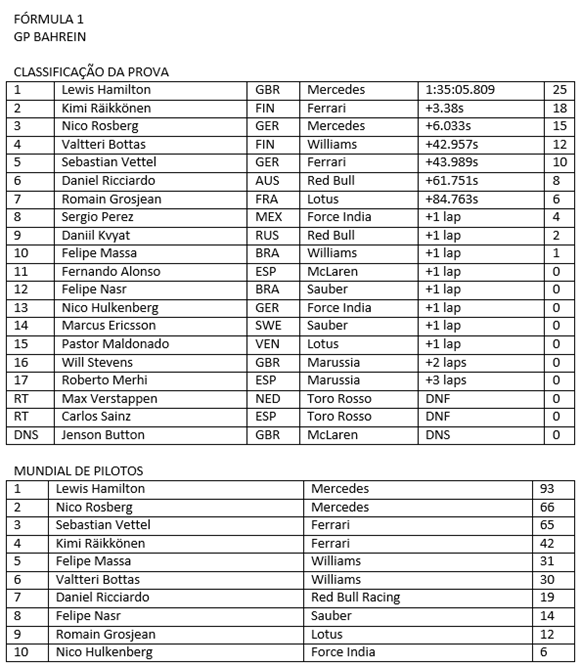 FÓRMULA 1
GP BAHREIN
CLASSIFICAÇÃO DA PROVA
1 Lewis Hamilton GBR Mercedes 1:35:05.809 25
2 Kimi Räikkönen FIN Ferrari +3.38s 18
3 Nico Rosberg GER Mercedes +6.033s 15
4 Valtteri Bottas FIN Williams +42.957s 12
5 Sebastian Vettel GER Ferrari +43.989s 10
6 Daniel Ricciardo AUS Red Bull +61.751s 8
7 Romain Grosjean FRA Lotus +84.763s 6
8 Sergio Perez MEX Force India +1 lap 4
9 Daniil Kvyat RUS Red Bull +1 lap 2
10 Felipe Massa BRA Williams +1 lap 1
11 Fernando Alonso ESP McLaren +1 lap 0
12 Felipe Nasr BRA Sauber +1 lap 0
13 Nico Hulkenberg GER Force India +1 lap 0
14 Marcus Ericsson SWE Sauber +1 lap 0
15 Pastor Maldonado VEN Lotus +1 lap 0
16 Will Stevens GBR Marussia +2 laps 0
17 Roberto Merhi ESP Marussia +3 laps 0
RT Max Verstappen NED Toro Rosso DNF 0
RT Carlos Sainz ESP Toro Rosso DNF 0
DNS Jenson Button GBR McLaren DNS 0
MUNDIAL DE PILOTOS
1 Lewis Hamilton Mercedes 93
2 Nico Rosberg Mercedes 66
3 Sebastian Vettel Ferrari 65
4 Kimi Räikkönen Ferrari 42
5 Felipe Massa Williams 31
6 Valtteri Bottas Williams 30
7 Daniel Ricciardo Red Bull Racing 19
8 Felipe Nasr Sauber 14
9 Romain Grosjean Lotus 12
10 Nico Hulkenberg Force India 6